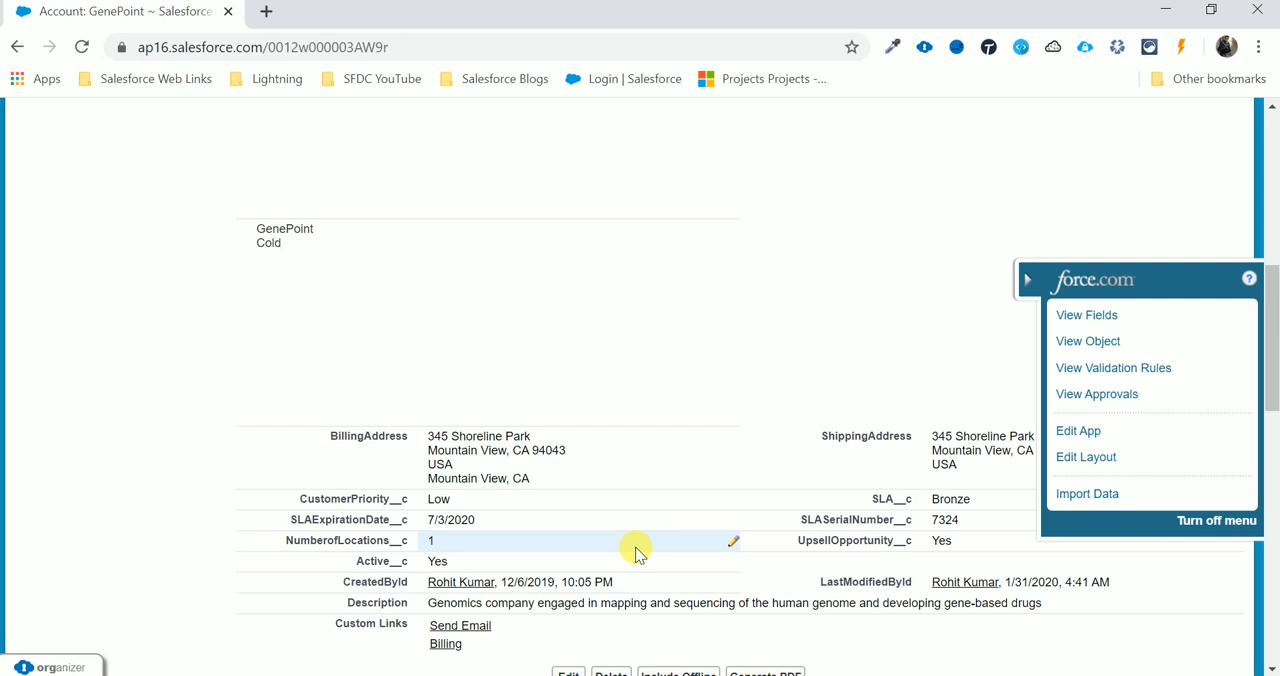 Account: GenePoint ~ Salesforce
ap16.salesforce.com/0012w000003AW9r
Apps Salesforce Web Links Lightning SFDC YouTube Salesforce Blogs Login | Salesforce Projects Projects -... Other bookmarks
GenePoint
Cold
force.com ?
View Fields
View Object
View Validation Rules
View Approvals
Edit App
Edit Layout
Import Data
Turn off menu
BillingAddress 345 Shoreline Park
Mountain View, CA 94043
USA
Mountain View, CA
ShippingAddress 345 Shoreline Park
Mountain View, CA
USA
CustomerPriority__c Low SLA__c Bronze
SLAExpirationDate__c 7/3/2020 SLASerialNumber__c 7324
NumberofLocations__c 1 UpsellOpportunity__c Yes
Active__c Yes
CreatedById Rohit Kumar, 12/6/2019, 10:05 PM LastModifiedById Rohit Kumar, 1/31/2020, 4:41 AM
Description Genomics company engaged in mapping and sequencing of the human genome and developing gene-based drugs
Custom Links Send Email
Billing
Edit Delete Include Offline Generate PDF
organizer